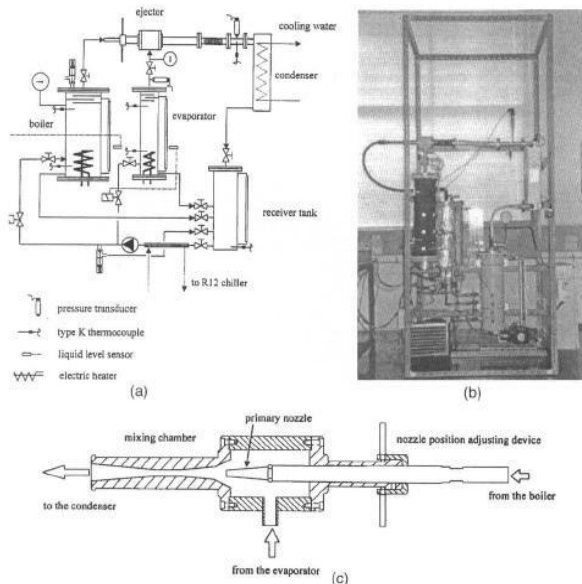 ejector
cooling water
condenser
boiler
evaporator
receiver tank
to R12 chiller
pressure transducer
type K thermocouple
liquid level sensor
electric heater
(a)
(b)
mixing chamber
primary nozzle
nozzle position adjusting device
to the condenser
from the boiler
from the evaporator
(c)